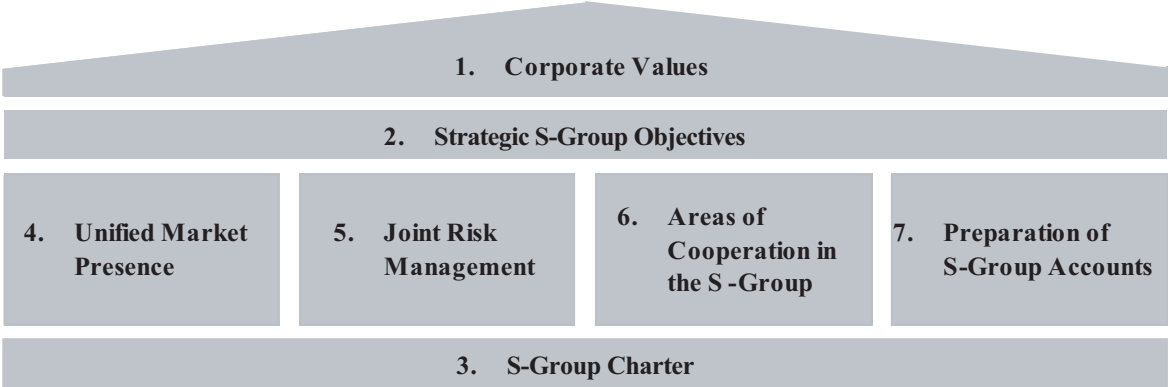 1. Corporate Values
2. Strategic S-Group Objectives
4. Unified Market
Presence
5. Joint Risk
Management
6. Areas of
Cooperation in
the S -Group
7. Preparation of
S-Group Accounts
3. S-Group Charter